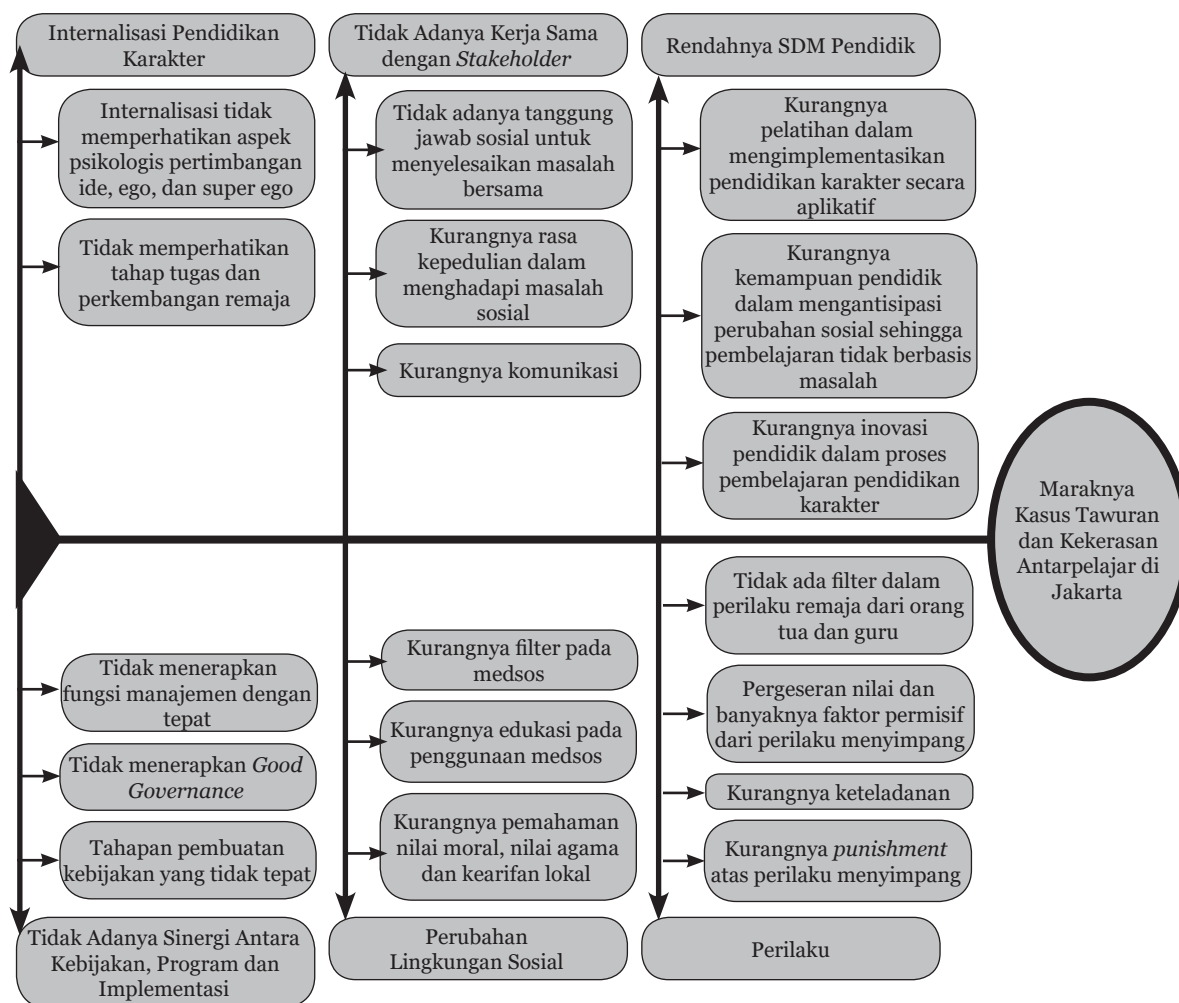 Internalisasi Pendidikan
Karakter
Internalisasi tidak
memperhatikan aspek
psikologis pertimbangan
ide, ego, dan super ego
Tidak memperhatikan
tahap tugas dan
perkembangan remaja
Tidak Adanya Kerja Sama
dengan Stakeholder
Tidak adanya tanggung
jawab sosial untuk
menyelesaikan masalah
bersama
Kurangnya rasa
kepedulian dalam
menghadapi masalah
sosial
Kurangnya komunikasi
Rendahnya SDM Pendidik
Kurangnya
pelatihan dalam
mengimplementasikan
pendidikan karakter secara
aplikatif
Kurangnya
kemampuan pendidik
dalam mengantisipasi
perubahan sosial sehingga
pembelajaran tidak berbasis
masalah
Kurangnya inovasi
pendidik dalam proses
pembelajaran pendidikan
karakter
Maraknya
Kasus Tawuran
dan Kekerasan
Antarpelajar di
Jakarta
Tidak menerapkan
fungsi manajemen dengan
tepat
Tidak menerapkan Good
Governance
Tahapan pembuatan
kebijakan yang tidak tepat
Tidak Adanya Sinergi Antara
Kebijakan, Program dan
Implementasi
Kurangnya filter pada
medsos
Kurangnya edukasi pada
penggunaan medsos
Kurangnya pemahaman
nilai moral, nilai agama
dan kearifan lokal
Perubahan
Lingkungan Sosial
Tidak ada filter dalam
perilaku remaja dari orang
tua dan guru
Pergeseran nilai dan
banyaknya faktor permisif
dari perilaku menyimpang
Kurangnya keteladanan
Kurangnya punishment
atas perilaku menyimpang
Perilaku